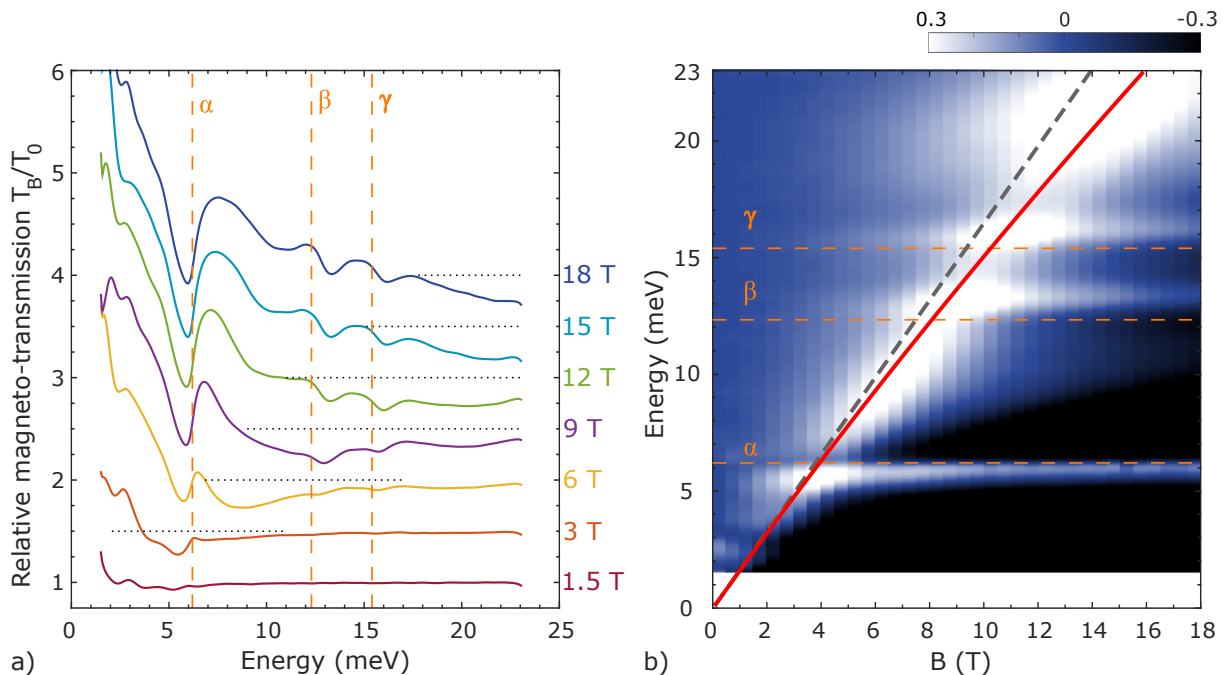 0.3 0 -0.3
6
5
4
3
2
1
Relative magneto-transmission T_B/T_0
α β γ
18 T
15 T
12 T
9 T
6 T
3 T
1.5 T
0 5 10 15 20 25
Energy (meV)
a)
23
20
15
10
5
0
Energy (meV)
γ
β
α
0 2 4 6 8 10 12 14 16 18
B (T)
b)